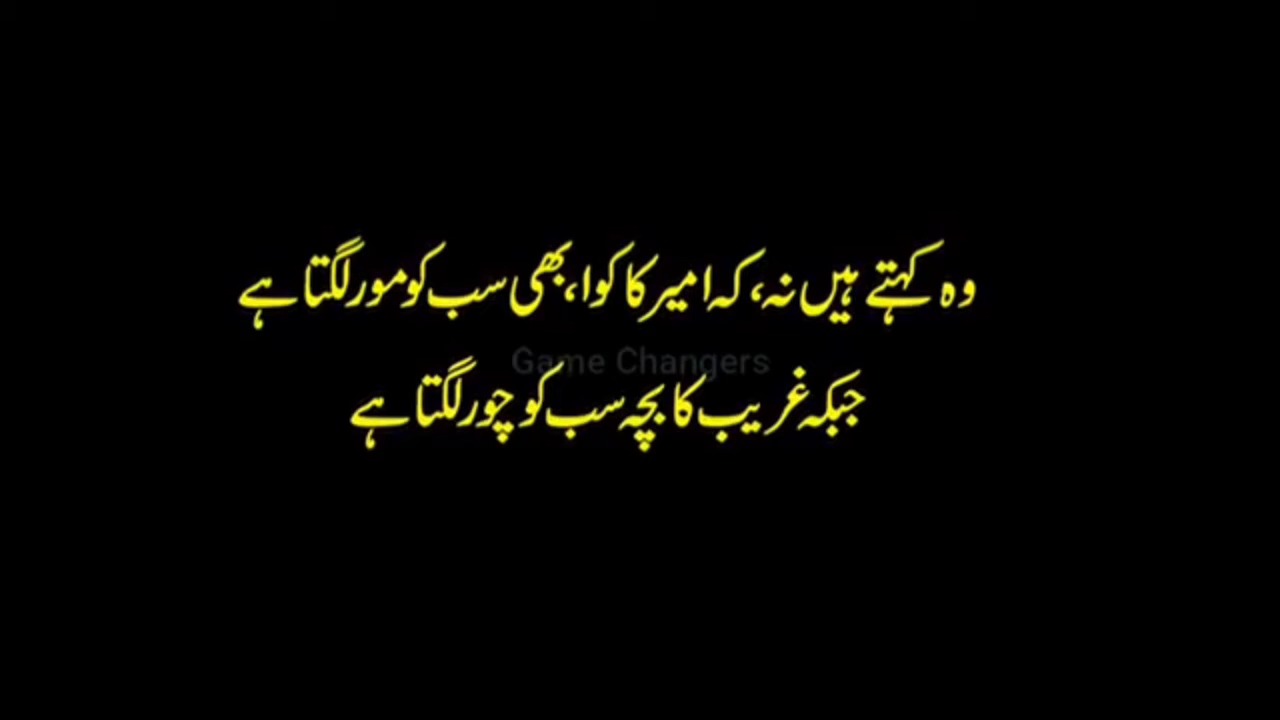 وہ کہتے ہیں نہ، کہ امیر کا کوا، بھی سب کو مور لگتا ہے
Game Changers
جبکہ غریب کا بچہ سب کو چور لگتا ہے